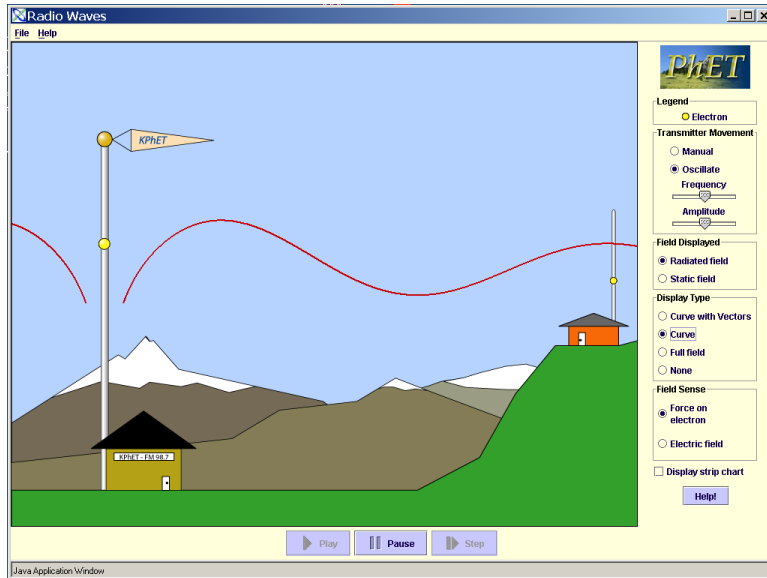 Radio Waves
File Help
PhET
KPhET
Legend
Electron
Transmitter Movement
Manual
Oscillate
Frequency
Amplitude
Field Displayed
Radiated field
Static field
Display Type
Curve with Vectors
Curve
Full field
None
Field Sense
Force on
electron
Electric field
Display strip chart
Help!
KPhET - FM 98.7
Play Pause Step
Java Application Window